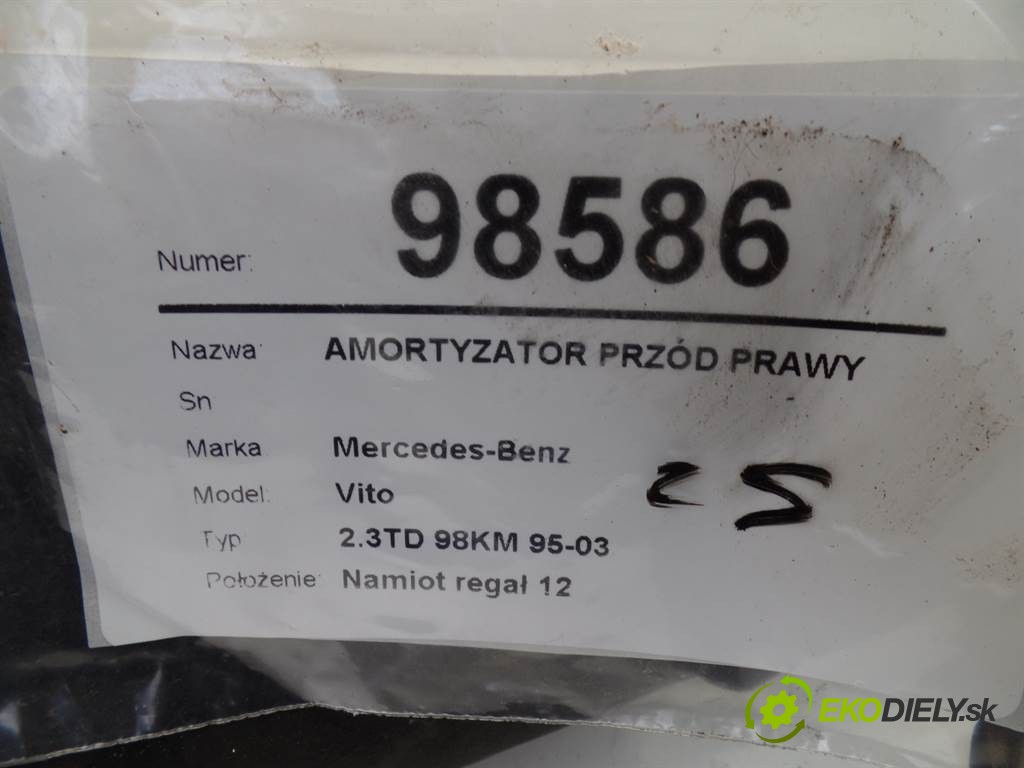 Numer: 98586
Nazwa: AMORTYZATOR PRZÓD PRAWY
Sn
Marka Mercedes-Benz
Model: Vito
Typ 2.3TD 98KM 95-03
Położenie: Namiot regał 12
EKODIELY.sk